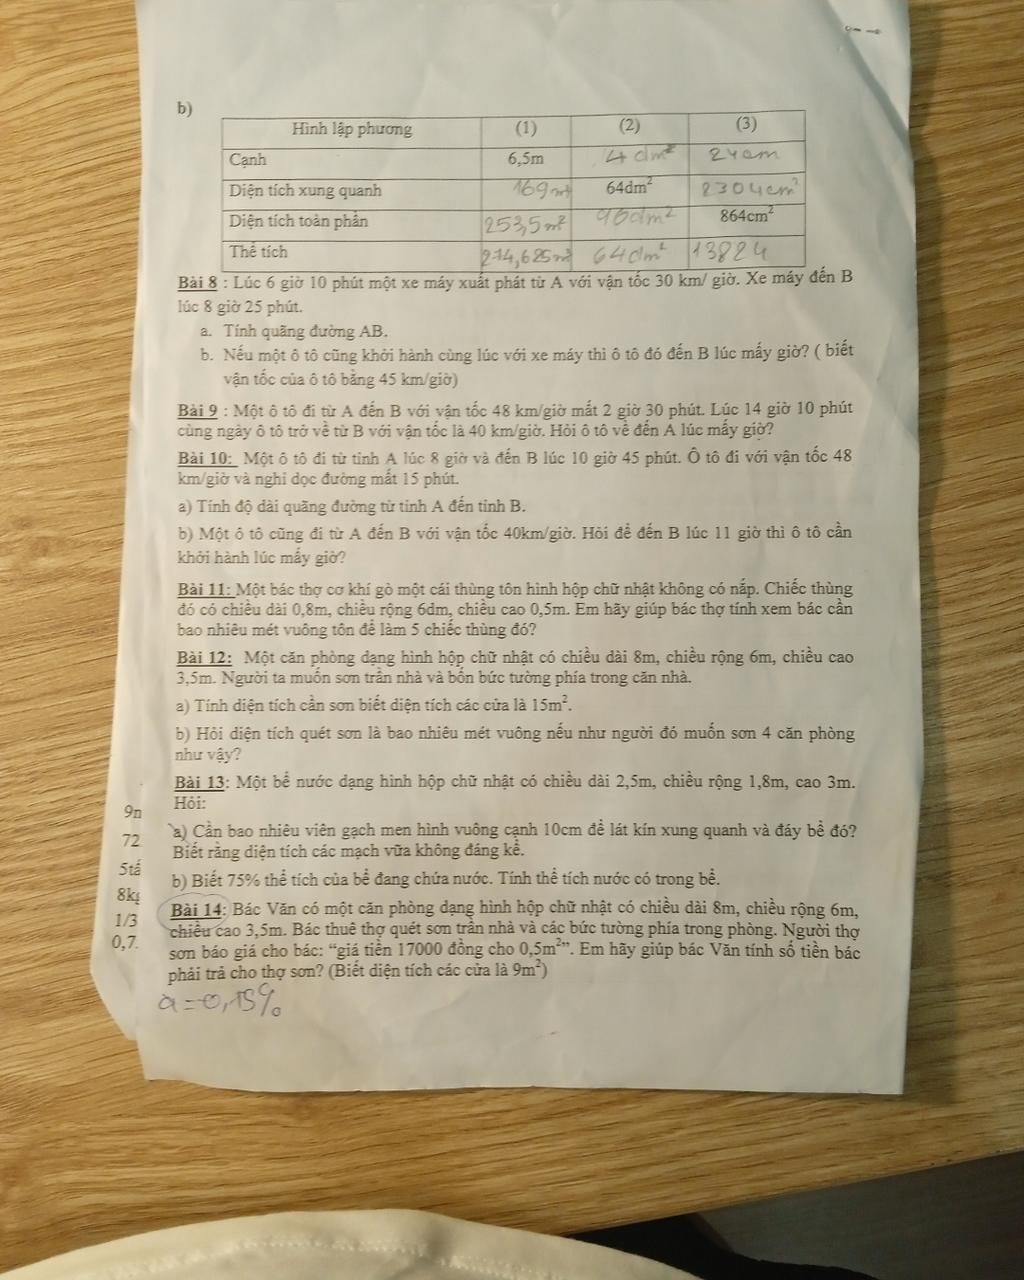 b)
Hình lập phương (1) (2) (3)
Cạnh 6,5m 4 dm² 24cm
Diện tích xung quanh 169m² 64dm² 2304cm²
Diện tích toàn phần 253,5m² 96dm² 864cm²
Thể tích 274,625m³ 64dm² 13824
Bài 8 : Lúc 6 giờ 10 phút một xe máy xuất phát từ A với vận tốc 30 km/ giờ. Xe máy đến B
lúc 8 giờ 25 phút.
a. Tính quãng đường AB.
b. Nếu một ô tô cũng khởi hành cùng lúc với xe máy thì ô tô đó đến B lúc mấy giờ? ( biết
vận tốc của ô tô bằng 45 km/giờ)
Bài 9 : Một ô tô đi từ A đến B với vận tốc 48 km/giờ mất 2 giờ 30 phút. Lúc 14 giờ 10 phút
cùng ngày ô tô trở về từ B với vận tốc là 40 km/giờ. Hỏi ô tô về đến A lúc mấy giờ?
Bài 10: Một ô tô đi từ tỉnh A lúc 8 giờ và đến B lúc 10 giờ 45 phút. Ô tô đi với vận tốc 48
km/giờ và nghỉ dọc đường mất 15 phút.
a) Tính độ dài quãng đường từ tỉnh A đến tỉnh B.
b) Một ô tô cũng đi từ A đến B với vận tốc 40km/giờ. Hỏi để đến B lúc 11 giờ thì ô tô cần
khởi hành lúc mấy giờ?
Bài 11: Một bác thợ cơ khí gò một cái thùng tôn hình hộp chữ nhật không có nắp. Chiếc thùng
đó có chiều dài 0,8m, chiều rộng 6dm, chiều cao 0,5m. Em hãy giúp bác thợ tính xem bác cần
bao nhiêu mét vuông tôn để làm 5 chiếc thùng đó?
Bài 12: Một căn phòng dạng hình hộp chữ nhật có chiều dài 8m, chiều rộng 6m, chiều cao
3,5m. Người ta muốn sơn trần nhà và bốn bức tường phía trong căn nhà.
a) Tính diện tích cần sơn biết diện tích các cửa là 15m².
b) Hỏi diện tích quét sơn là bao nhiêu mét vuông nếu như người đó muốn sơn 4 căn phòng
như vậy?
Bài 13: Một bể nước dạng hình hộp chữ nhật có chiều dài 2,5m, chiều rộng 1,8m, cao 3m.
Hỏi:
a) Cần bao nhiêu viên gạch men hình vuông cạnh 10cm để lát kín xung quanh và đáy bể đó?
Biết rằng diện tích các mạch vữa không đáng kể.
b) Biết 75% thể tích của bể đang chứa nước. Tính thể tích nước có trong bể.
Bài 14: Bác Văn có một căn phòng dạng hình hộp chữ nhật có chiều dài 8m, chiều rộng 6m,
chiều cao 3,5m. Bác thuê thợ quét sơn trần nhà và các bức tường phía trong phòng. Người thợ
sơn báo giá cho bác: “giá tiền 17000 đồng cho 0,5m²”. Em hãy giúp bác Văn tính số tiền bác
phải trả cho thợ sơn? (Biết diện tích các cửa là 9m²)
a=0,15%
72
5tấ
1/3
0,7.